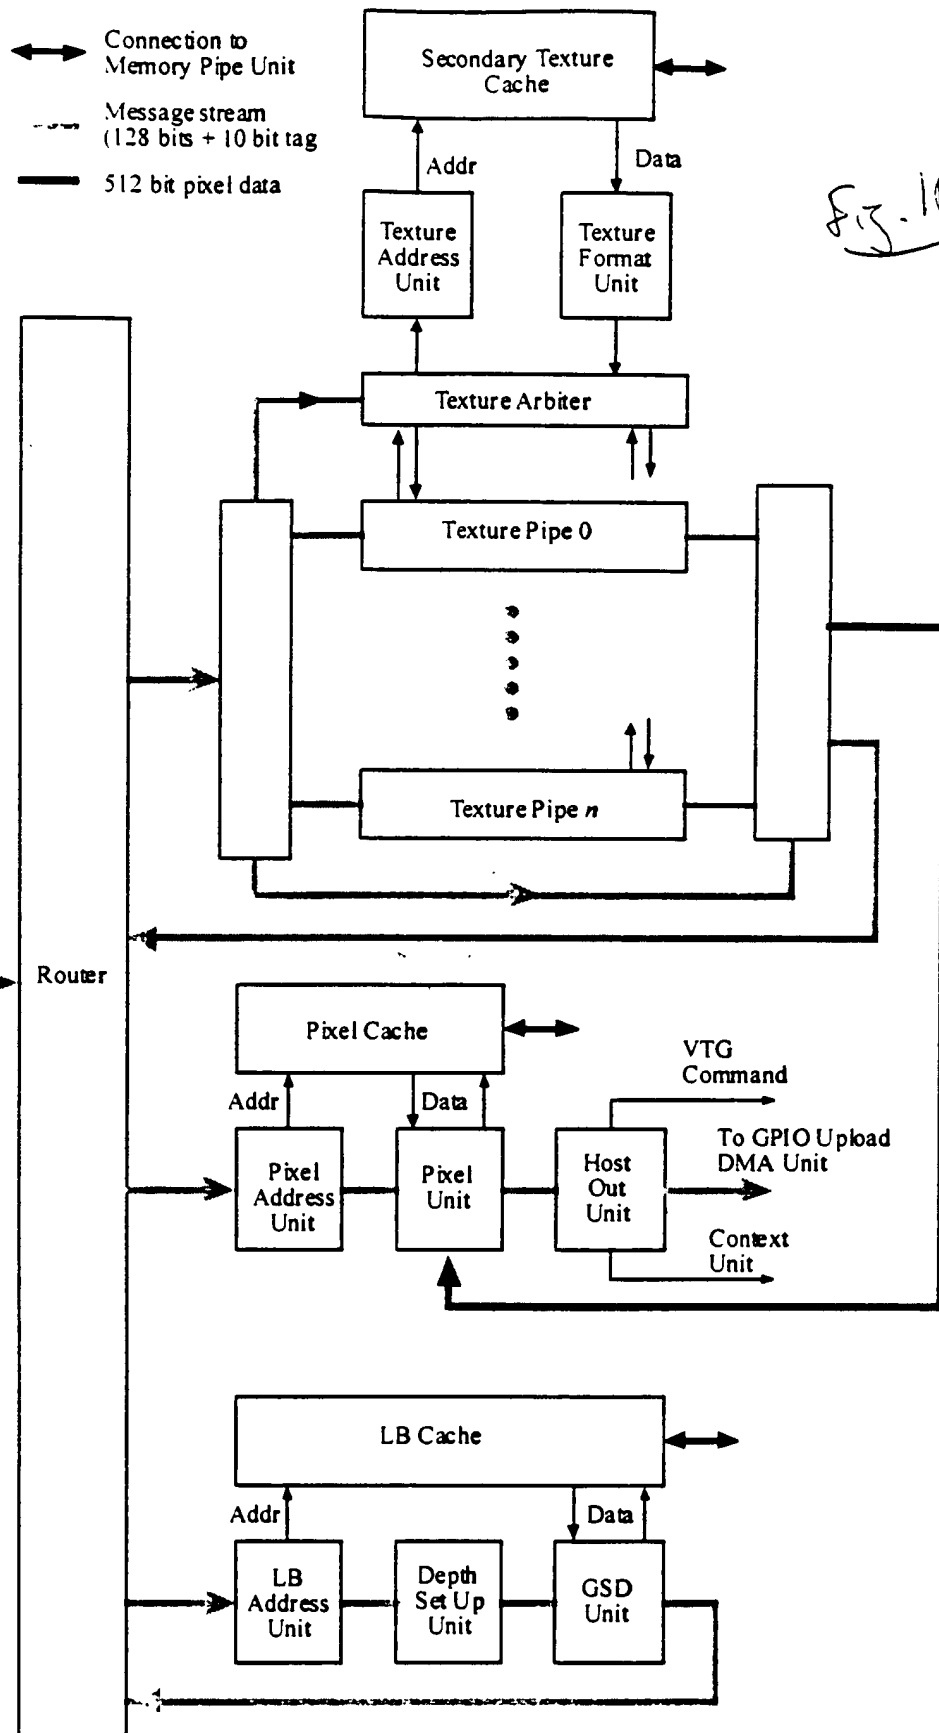 Connection to
Memory Pipe Unit
Message stream
(128 bits + 10 bit tag
512 bit pixel data
Secondary Texture
Cache
Addr
Data
Texture
Address
Unit
Texture
Format
Unit
Texture Arbiter
Texture Pipe 0
Texture Pipe n
Router
Pixel Cache
Addr
Data
Pixel
Address
Unit
Pixel
Unit
Host
Out
Unit
VTG
Command
To GPIO Upload
DMA Unit
Context
Unit
LB Cache
Addr
Data
LB
Address
Unit
Depth
Set Up
Unit
GSD
Unit
Fig.